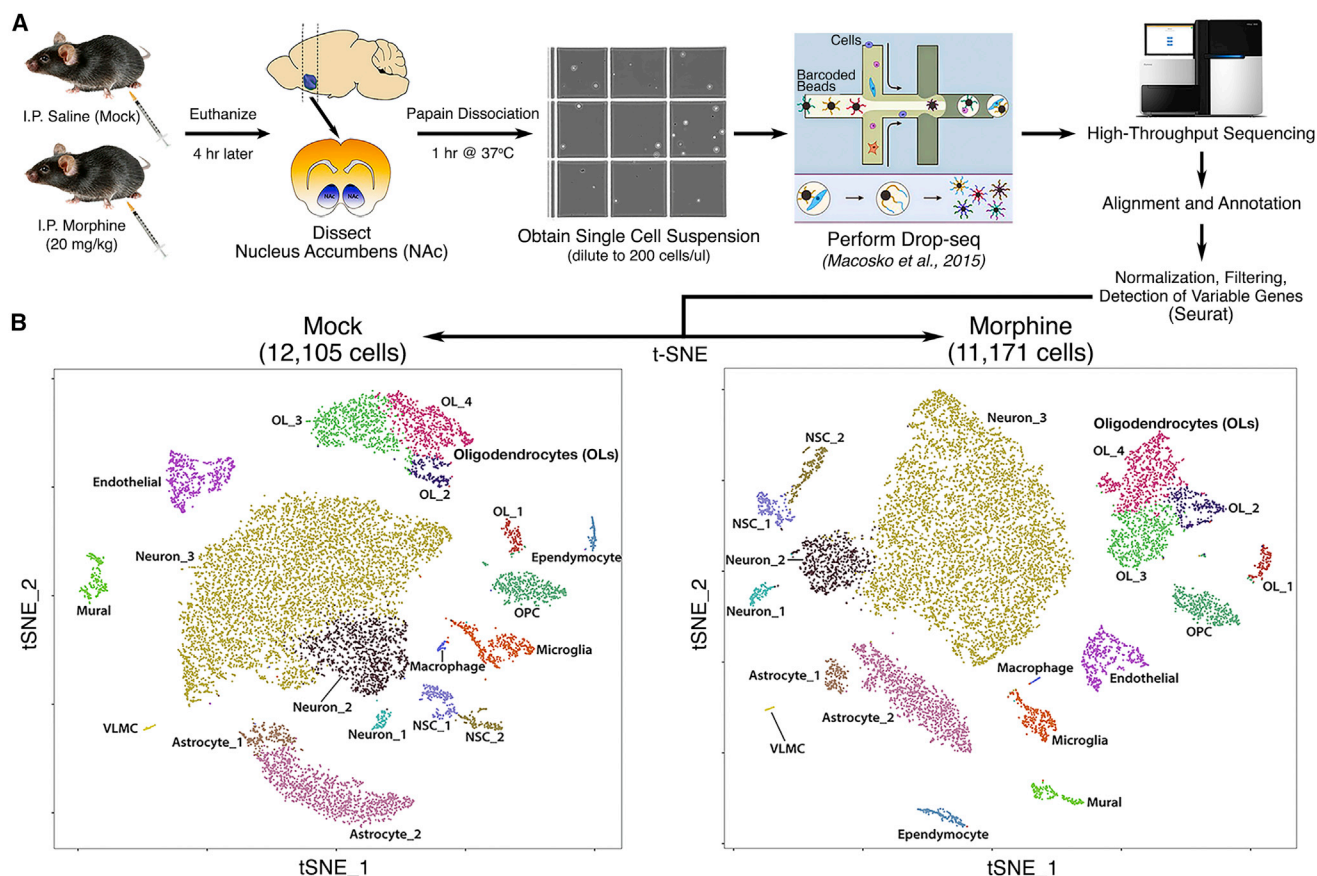 A
I.P. Saline (Mock)
I.P. Morphine
(20 mg/kg)
Euthanize
4 hr later
NAc NAc
Dissect
Nucleus Accumbens (NAc)
Papain Dissociation
1 hr @ 37°C
Obtain Single Cell Suspension
(dilute to 200 cells/ul)
Cells
Barcoded
Beads
Perform Drop-seq
(Macosko et al., 2015)
High-Throughput Sequencing
Alignment and Annotation
Normalization, Filtering,
Detection of Variable Genes
(Seurat)
B
Mock
(12,105 cells)
t-SNE
Morphine
(11,171 cells)
OL_3
OL_4
Oligodendrocytes (OLs)
OL_2
Endothelial
OL_1
Ependymocyte
Neuron_3
Mural
OPC
Macrophage
Microglia
Neuron_2
VLMC
Astrocyte_1
Neuron_1
NSC_1
NSC_2
Astrocyte_2
tSNE_2
tSNE_1
Neuron_3
Oligodendrocytes (OLs)
NSC_2
OL_4
NSC_1
OL_2
Neuron_2
OL_3
OL_1
Neuron_1
OPC
Macrophage
Astrocyte_1
Endothelial
Astrocyte_2
VLMC
Microglia
Mural
Ependymocyte
tSNE_2
tSNE_1